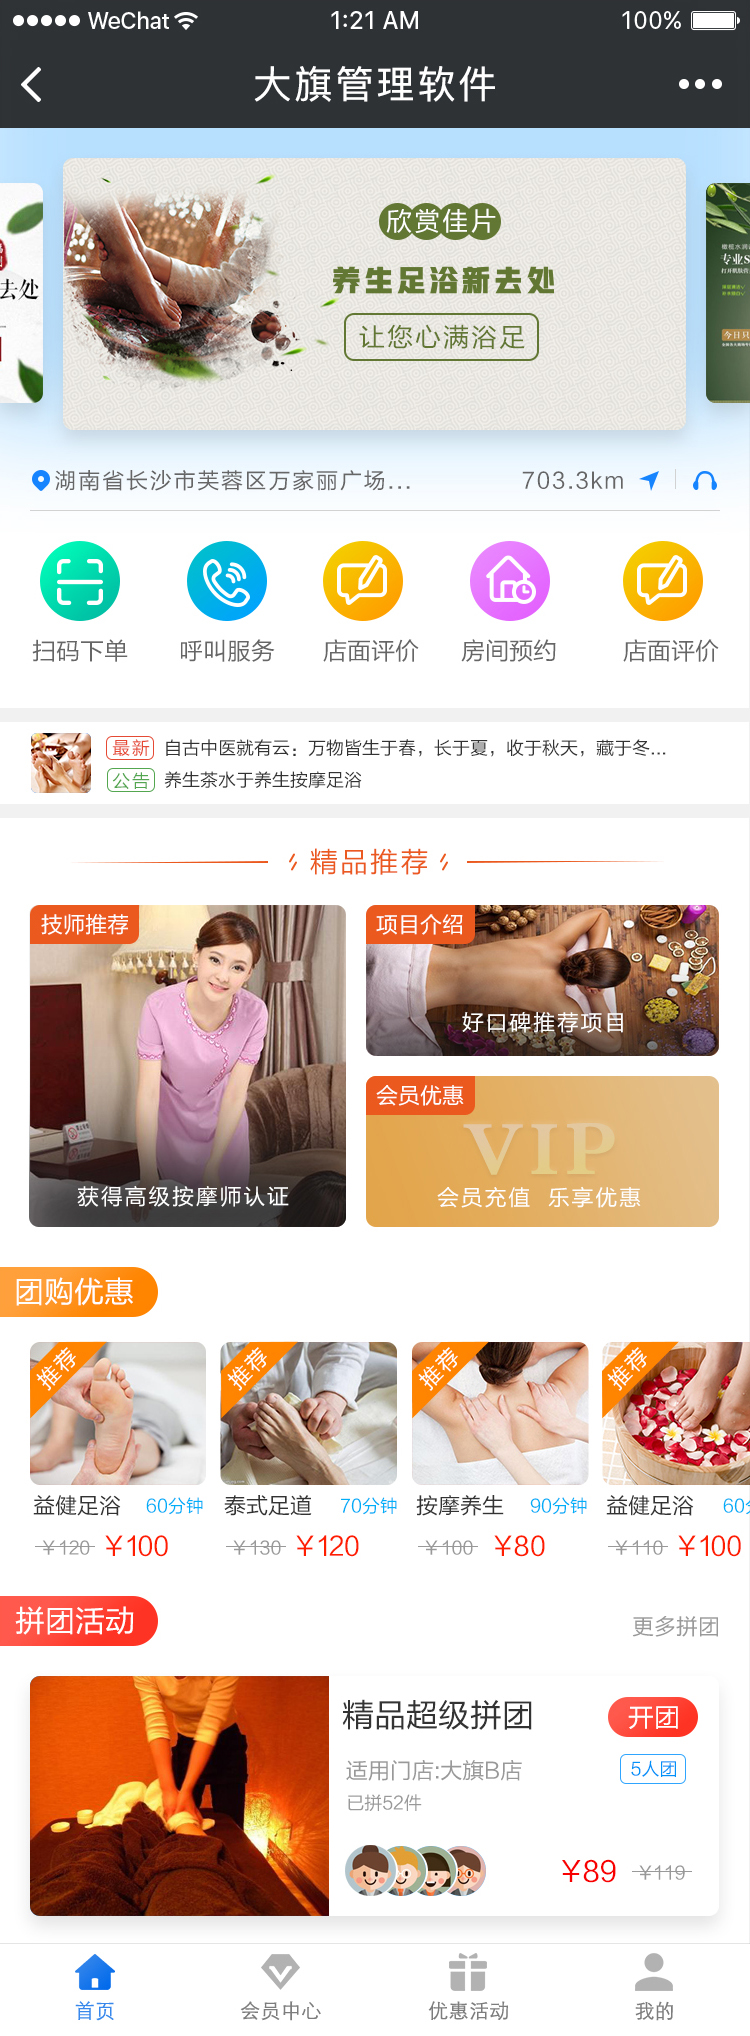 WeChat 1:21 AM 100%
大旗管理软件
欣赏佳片
养生足浴新去处
让您心满浴足
去处
专业S
今日只
湖南省长沙市芙蓉区万家丽广场... 703.3km
扫码下单 呼叫服务 店面评价 房间预约 店面评价
最新 自古中医就有云：万物皆生于春，长于夏，收于秋天，藏于冬...
公告 养生茶水于养生按摩足浴
精品推荐
技师推荐
获得高级按摩师认证
项目介绍
好口碑推荐项目
会员优惠
VIP
会员充值 乐享优惠
团购优惠
推荐 推荐 推荐 推荐
益健足浴 60分钟 泰式足道 70分钟 按摩养生 90分钟 益健足浴 60
￥120 ￥100 ￥130 ￥120 ￥100 ￥80 ￥110 ￥100
拼团活动 更多拼团
精品超级拼团 开团
适用门店:大旗B店 5人团
已拼52件
￥89 ￥119
首页 会员中心 优惠活动 我的